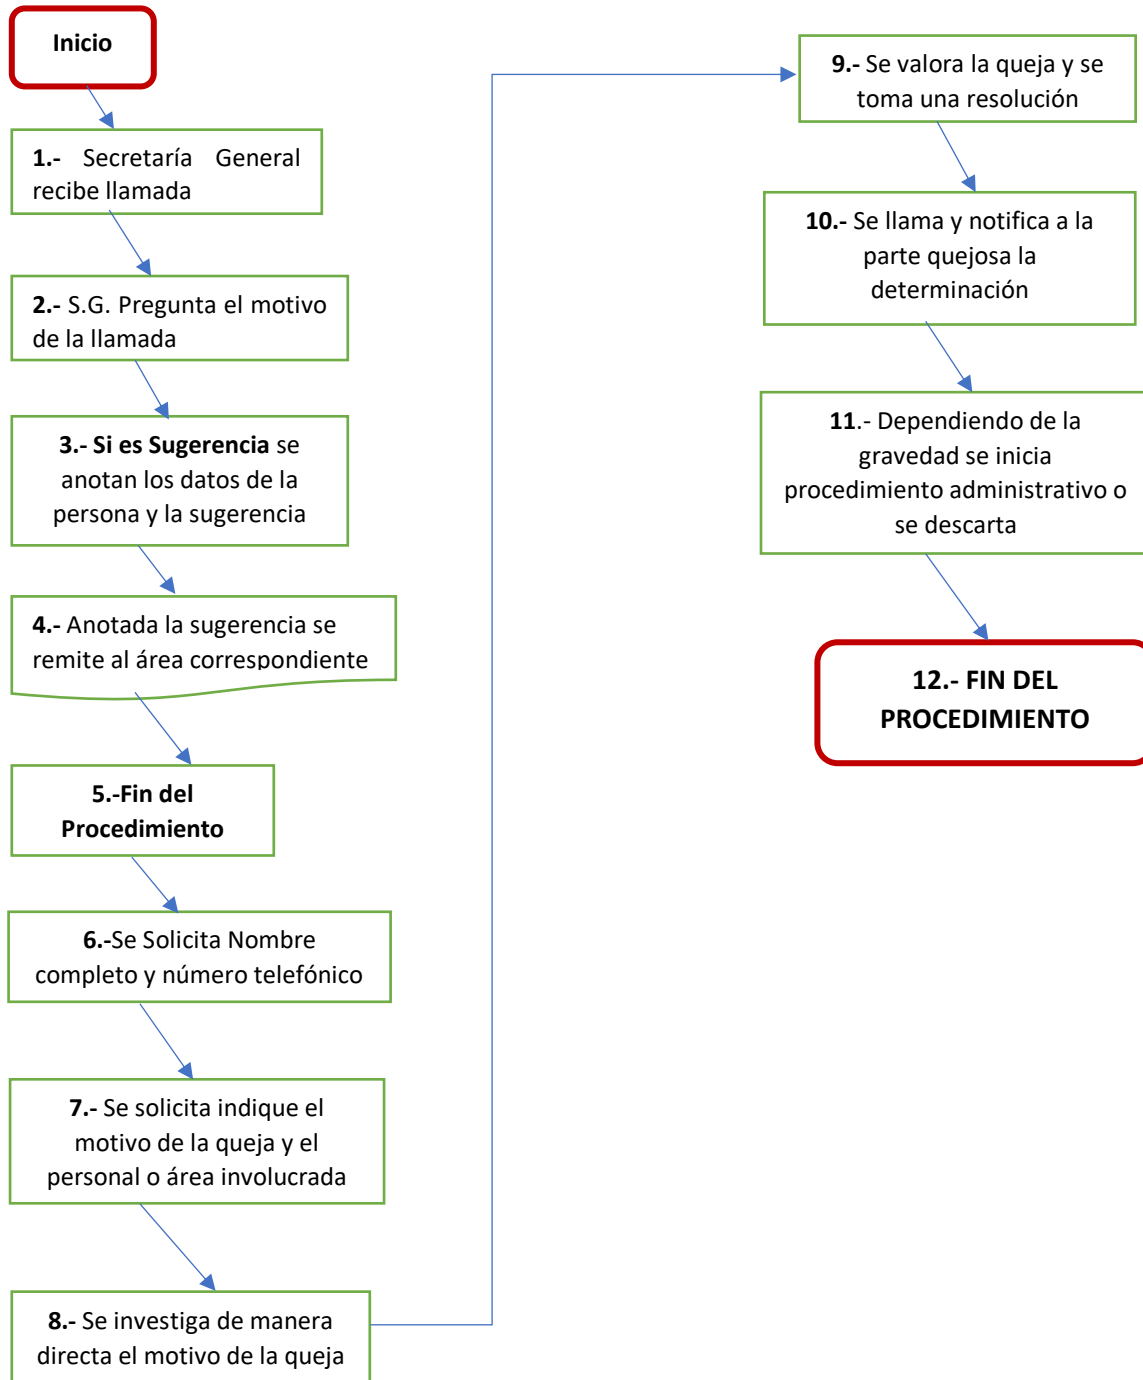 Inicio
1.- Secretaría General
recibe llamada
2.- S.G. Pregunta el motivo
de la llamada
3.- Si es Sugerencia se
anotan los datos de la
persona y la sugerencia
4.- Anotada la sugerencia se
remite al área correspondiente
5.-Fin del
Procedimiento
6.-Se Solicita Nombre
completo y número telefónico
7.- Se solicita indique el
motivo de la queja y el
personal o área involucrada
8.- Se investiga de manera
directa el motivo de la queja
9.- Se valora la queja y se
toma una resolución
10.- Se llama y notifica a la
parte quejosa la
determinación
11.- Dependiendo de la
gravedad se inicia
procedimiento administrativo o
se descarta
12.- FIN DEL
PROCEDIMIENTO